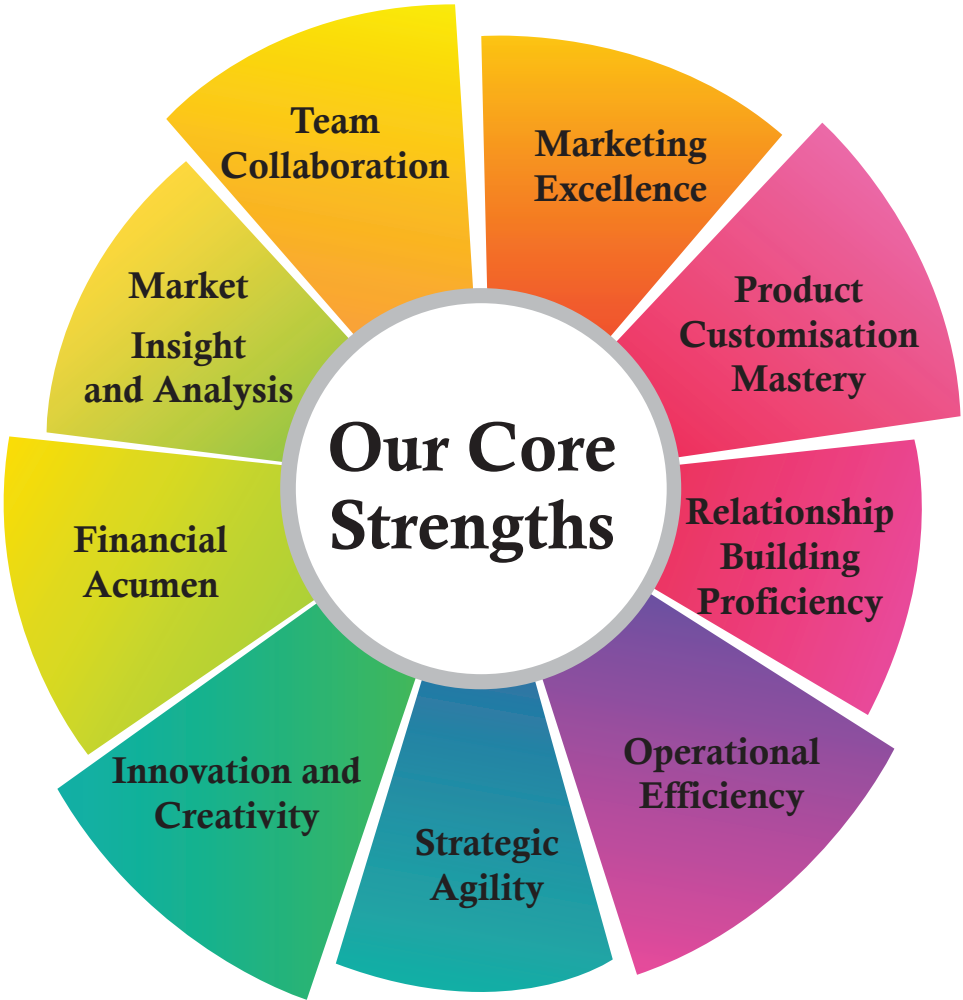 Our Core
Strengths
Marketing
Excellence
Product
Customisation
Mastery
Relationship
Building
Proficiency
Operational
Efficiency
Strategic
Agility
Innovation and
Creativity
Financial
Acumen
Market
Insight
and Analysis
Team
Collaboration